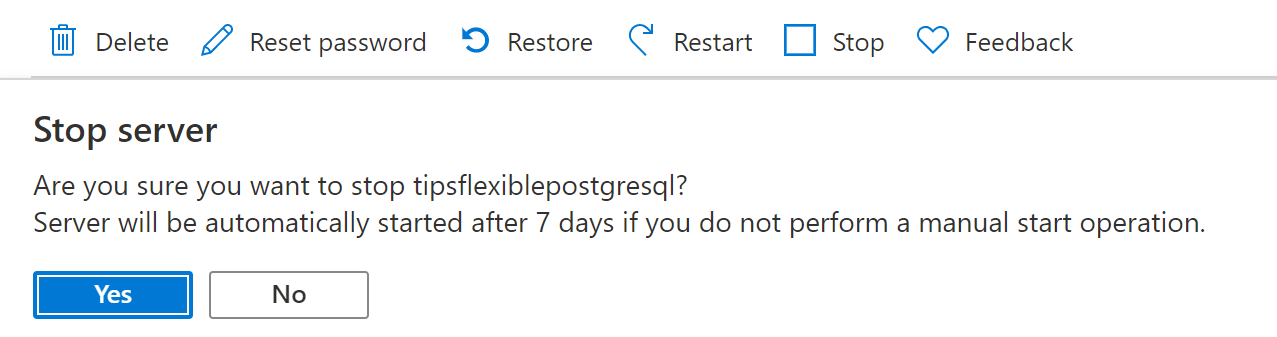 Delete Reset password Restore Restart Stop Feedback
Stop server
Are you sure you want to stop tipsflexiblepostgresql?
Server will be automatically started after 7 days if you do not perform a manual start operation.
Yes No